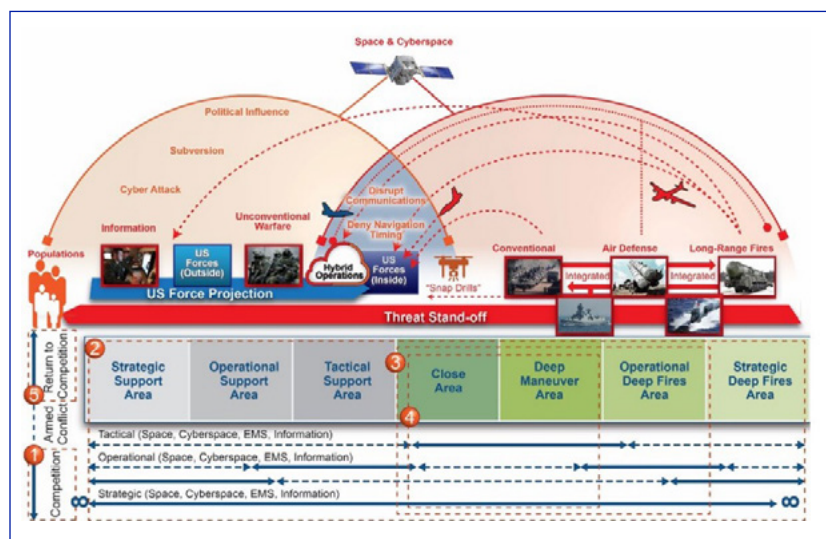 Space & Cyberspace
Political Influence
Subversion
Cyber Attack
Disrupt
Communications
Deny Navigation
Timing
Information
Unconventional
Warfare
Populations
US
Forces
(Outside)
Hybrid
Operations
US
Forces
(Inside)
"Snap Drills"
Conventional
Air Defense
Long-Range Fires
Integrated
Integrated
US Force Projection
Threat Stand-off
Return to
Competition
Armed
Conflict
Competition
5
1
2
3
4
Strategic
Support
Area
Operational
Support
Area
Tactical
Support
Area
Close
Area
Deep
Maneuver
Area
Operational
Deep Fires
Area
Strategic
Deep Fires
Area
Tactical (Space, Cyberspace, EMS, Information)
Operational (Space, Cyberspace, EMS, Information)
Strategic (Space, Cyberspace, EMS, Information)
∞
∞